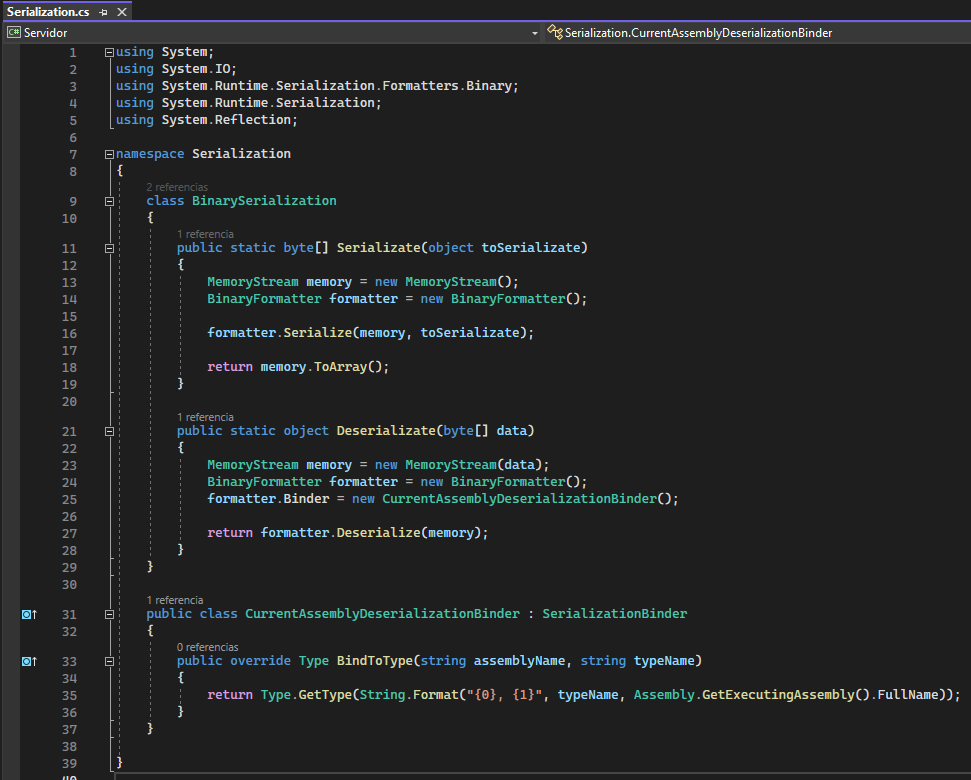 Serialization.cs
C# Servidor Serialization.CurrentAssemblyDeserializationBinder
1 using System;
2 using System.IO;
3 using System.Runtime.Serialization.Formatters.Binary;
4 using System.Runtime.Serialization;
5 using System.Reflection;
6
7 namespace Serialization
8 {
2 referencias
9 class BinarySerialization
10 {
1 referencia
11 public static byte[] Serializate(object toSerializate)
12 {
13 MemoryStream memory = new MemoryStream();
14 BinaryFormatter formatter = new BinaryFormatter();
15
16 formatter.Serialize(memory, toSerializate);
17
18 return memory.ToArray();
19 }
20
1 referencia
21 public static object Deserializate(byte[] data)
22 {
23 MemoryStream memory = new MemoryStream(data);
24 BinaryFormatter formatter = new BinaryFormatter();
25 formatter.Binder = new CurrentAssemblyDeserializationBinder();
26
27 return formatter.Deserialize(memory);
28 }
29 }
30
1 referencia
31 public class CurrentAssemblyDeserializationBinder : SerializationBinder
32 {
0 referencias
33 public override Type BindToType(string assemblyName, string typeName)
34 {
35 return Type.GetType(String.Format("{0}, {1}", typeName, Assembly.GetExecutingAssembly().FullName));
36 }
37 }
38
39 }
40